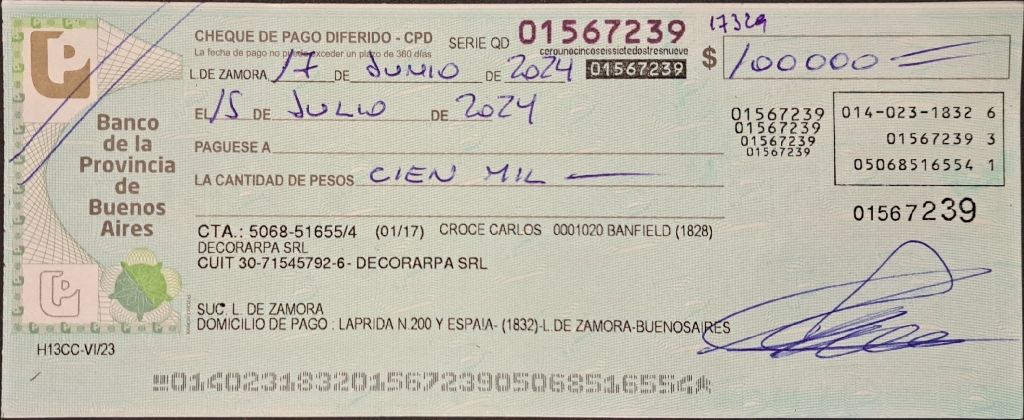 CHEQUE DE PAGO DIFERIDO - CPD SERIE QD 01567239 17329
La fecha de pago no puede exceder un plazo de 360 días cerounocincoseissietedostresnueve
L DE ZAMORA 17 DE JUNIO DE 2024 01567239 $ 100000
EL 15 DE JULIO DE 2024
Banco
de la
Provincia
de
Buenos
Aires
PAGUESE A
LA CANTIDAD DE PESOS CIEN MIL
01567239
01567239
01567239
01567239
014-023-1832 6
01567239 3
05068516554 1
01567239
CTA.: 5068-51655/4 (01/17) CROCE CARLOS 0001020 BANFIELD (1828)
DECORARPA SRL
CUIT 30-71545792-6- DECORARPA SRL
SUC. L. DE ZAMORA
DOMICILIO DE PAGO : LAPRIDA N.200 Y ESPAIA- (1832)-L DE ZAMORA-BUENOSAIRES
H13CC-VI/23
01402318320156723905068516554